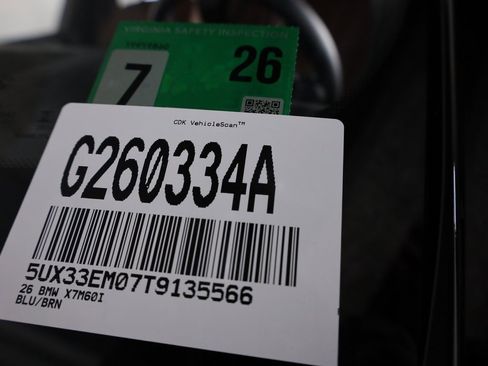 VIRGINIA SAFETY INSPECTION
7
26
CDK VehicleScan™
G260334A
5UX33EM07T9135566
26 BMW X7M60I
BLU/BRN